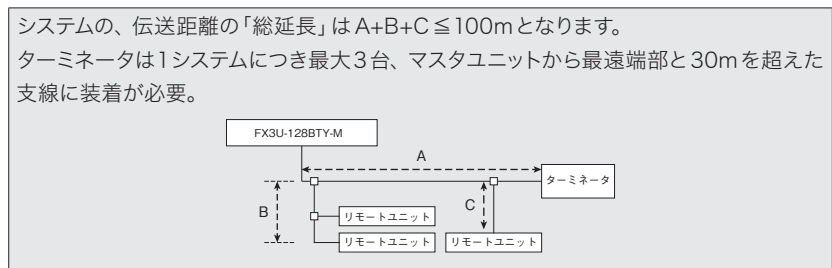 システムの、伝送距離の「総延長」はA+B+C≦100mとなります。
ターミネータは1システムにつき最大3台、マスタユニットから最遠端部と30mを超えた
支線に装着が必要。
FX3U-128BTY-M
A
ターミネータ
B
C
リモートユニット
リモートユニット
リモートユニット